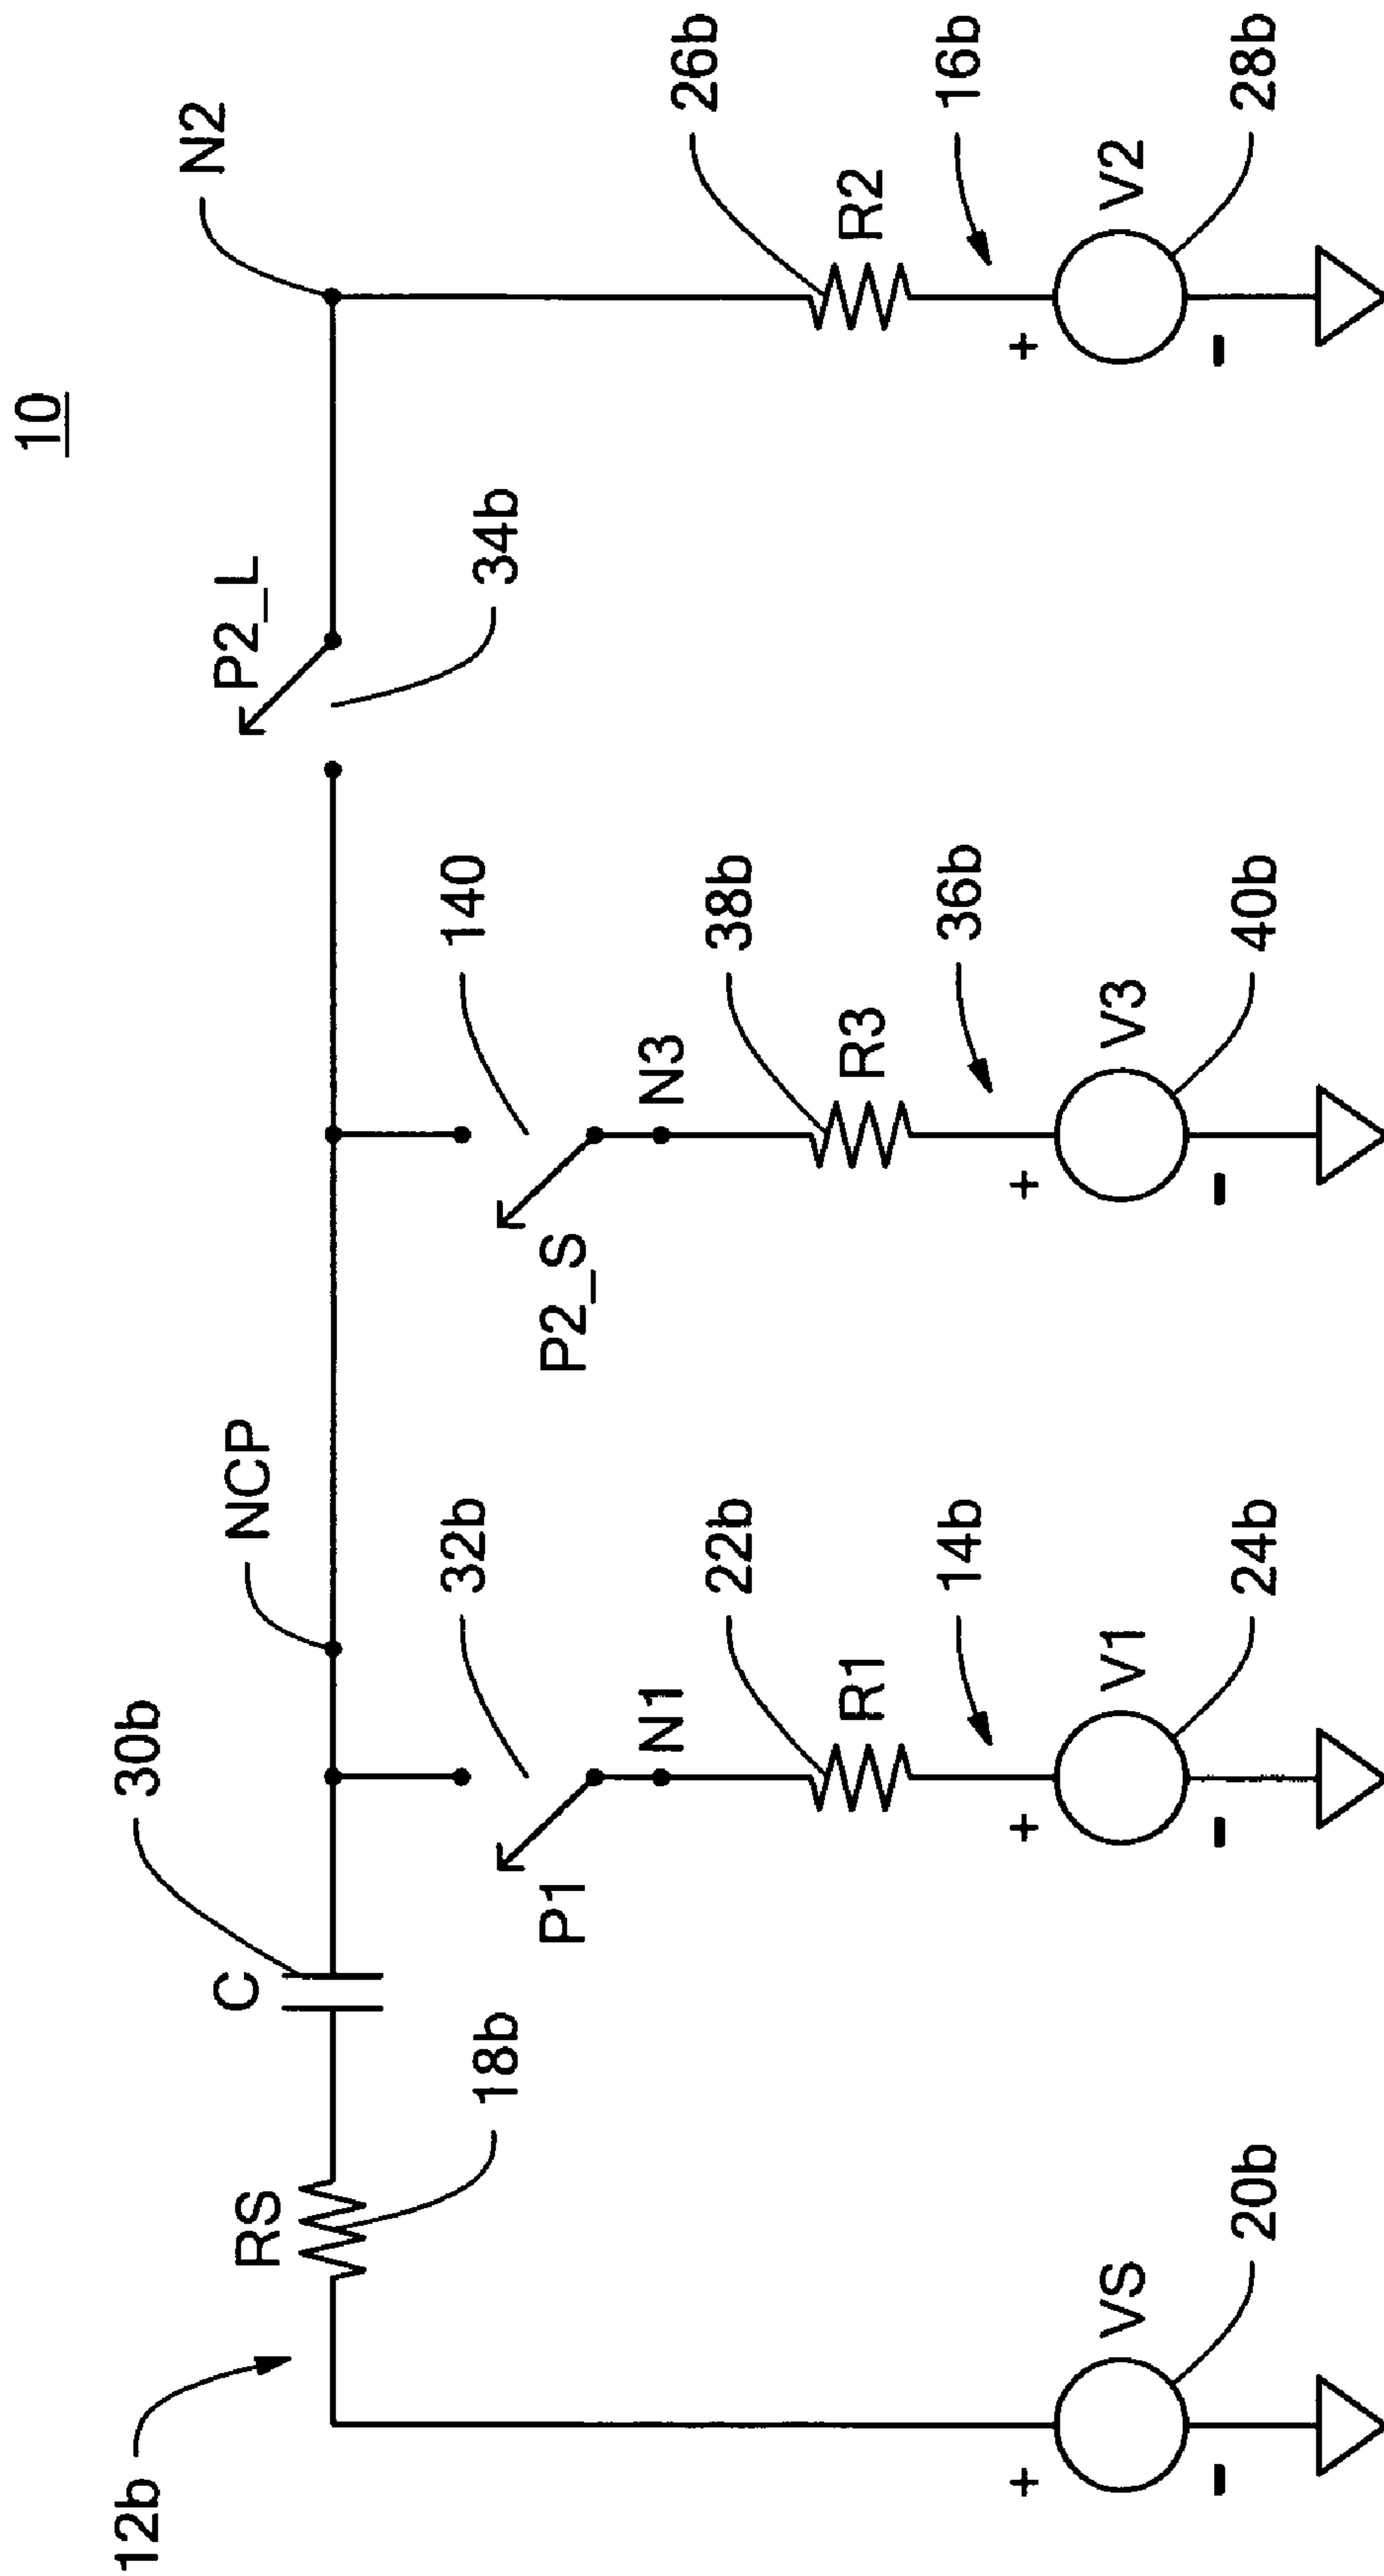 10
12b
RS
18b
C
30b
NCP
P2_L
34b
N2
P1
32b
N1
P2_S
140
N3
22b
R1
38b
R3
26b
R2
14b
36b
16b
+
VS
-
20b
+
V1
-
24b
+
V3
-
40b
+
V2
-
28b